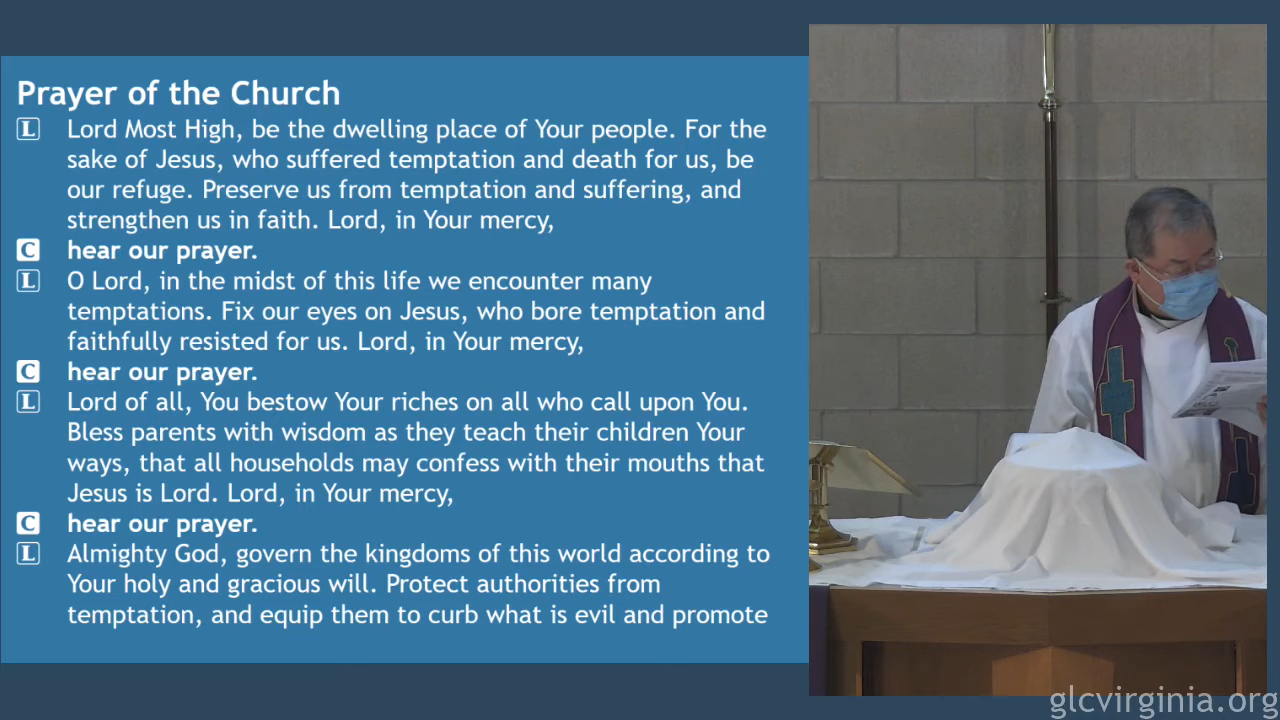 Prayer of the Church
L Lord Most High, be the dwelling place of Your people. For the
sake of Jesus, who suffered temptation and death for us, be
our refuge. Preserve us from temptation and suffering, and
strengthen us in faith. Lord, in Your mercy,
C hear our prayer.
L O Lord, in the midst of this life we encounter many
temptations. Fix our eyes on Jesus, who bore temptation and
faithfully resisted for us. Lord, in Your mercy,
C hear our prayer.
L Lord of all, You bestow Your riches on all who call upon You.
Bless parents with wisdom as they teach their children Your
ways, that all households may confess with their mouths that
Jesus is Lord. Lord, in Your mercy,
C hear our prayer.
L Almighty God, govern the kingdoms of this world according to
Your holy and gracious will. Protect authorities from
temptation, and equip them to curb what is evil and promote
glcvirginia.org